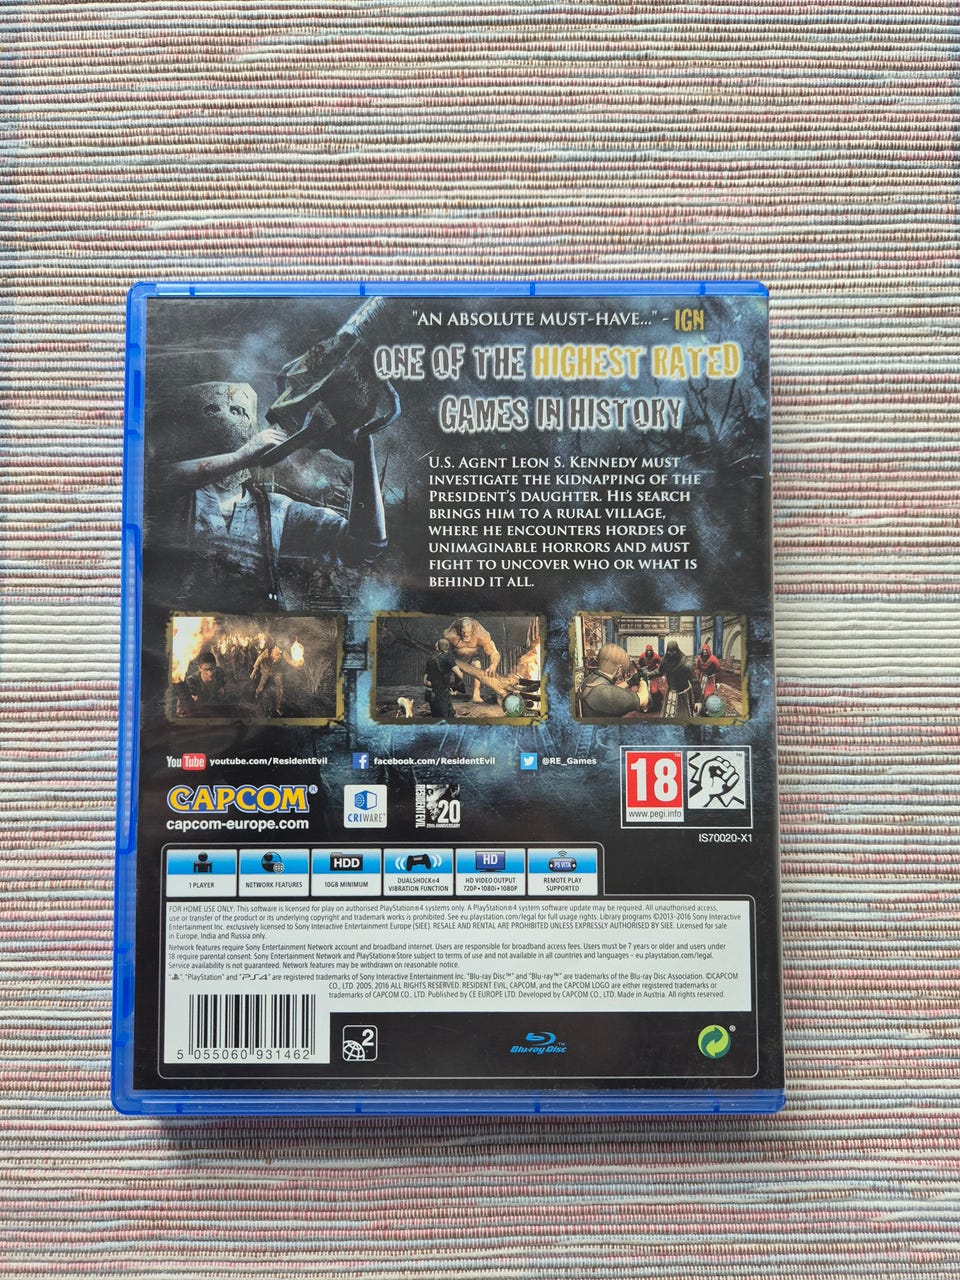 "AN ABSOLUTE MUST-HAVE..." - IGN
ONE OF THE HIGHEST RATED
GAMES IN HISTORY
U.S. AGENT LEON S. KENNEDY MUST
INVESTIGATE THE KIDNAPPING OF THE
PRESIDENT'S DAUGHTER. HIS SEARCH
BRINGS HIM TO A RURAL VILLAGE,
WHERE HE ENCOUNTERS HORDES OF
UNIMAGINABLE HORRORS AND MUST
FIGHT TO UNCOVER WHO OR WHAT IS
BEHIND IT ALL.
YouTube youtube.com/ResidentEvil
f facebook.com/ResidentEvil
@RE_Games
CAPCOM®
capcom-europe.com
CRIWARE™
RESIDENT EVIL 20
20TH ANNIVERSARY
18
www.pegi.info
IS70020-X1
1 PLAYER
NETWORK FEATURES
HDD
10GB MINIMUM
DUALSHOCK®4
VIBRATION FUNCTION
HD
HD VIDEO OUTPUT
720P•1080i•1080P
PS VITA
REMOTE PLAY
SUPPORTED
FOR HOME USE ONLY: This software is licensed for play on authorised PlayStation®4 systems only. A PlayStation®4 system software update may be required. All unauthorised access,
use or transfer of the product or its underlying copyright and trademark works is prohibited. See eu.playstation.com/legal for full usage rights. Library programs ©2013-2016 Sony Interactive
Entertainment Inc. exclusively licensed to Sony Interactive Entertainment Europe (SIEE). RESALE AND RENTAL ARE PROHIBITED UNLESS EXPRESSLY AUTHORISED BY SIEE. Licensed for sale
in Europe, India and Russia only.
Network features require Sony Entertainment Network account and broadband internet. Users are responsible for broadband access fees. Users must be 7 years or older and users under
18 require parental consent. Sony Entertainment Network and PlayStation®Store subject to terms of use and not available in all countries and languages - eu.playstation.com/legal.
Service availability is not guaranteed. Network features may be withdrawn on reasonable notice.
"PlayStation" and "PS4" are registered trademarks of Sony Interactive Entertainment Inc. "Blu-ray Disc™" and "Blu-ray™" are trademarks of the Blu-ray Disc Association. ©CAPCOM
CO., LTD. 2005, 2016 ALL RIGHTS RESERVED. RESIDENT EVIL, CAPCOM, and the CAPCOM LOGO are either registered trademarks or
trademarks of CAPCOM CO., LTD. Published by CE EUROPE LTD. Developed by CAPCOM CO., LTD. Made in Austria. All rights reserved.
5 055060 931462
2
Blu-ray Disc™